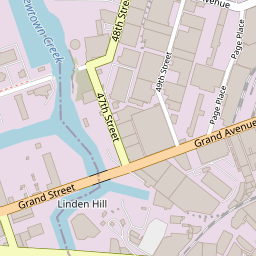 48th Street
Newtown Creek
49th Street
Page Place
47th Street
Page Place
Grand Avenue
Grand Street
Linden Hill